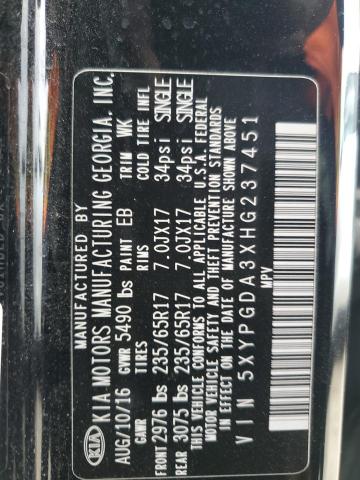 MANUFACTURED BY
KIA KIA MOTORS MANUFACTURING GEORGIA, INC.
AUG/10/16 GVWR 5490 lbs PAINT EB TRIM WK
GAWR TIRES RIMS COLD TIRE INFL
FRONT 2976 lbs 235/65R17 7.0JX17 34psi SINGLE
REAR 3075 lbs 235/65R17 7.0JX17 34psi SINGLE
THIS VEHICLE CONFORMS TO ALL APPLICABLE U.S.A. FEDERAL
MOTOR VEHICLE SAFETY AND THEFT PREVENTION STANDARDS
IN EFFECT ON THE DATE OF MANUFACTURE SHOWN ABOVE
VIN 5XYPGDA3XHG237451
MPV